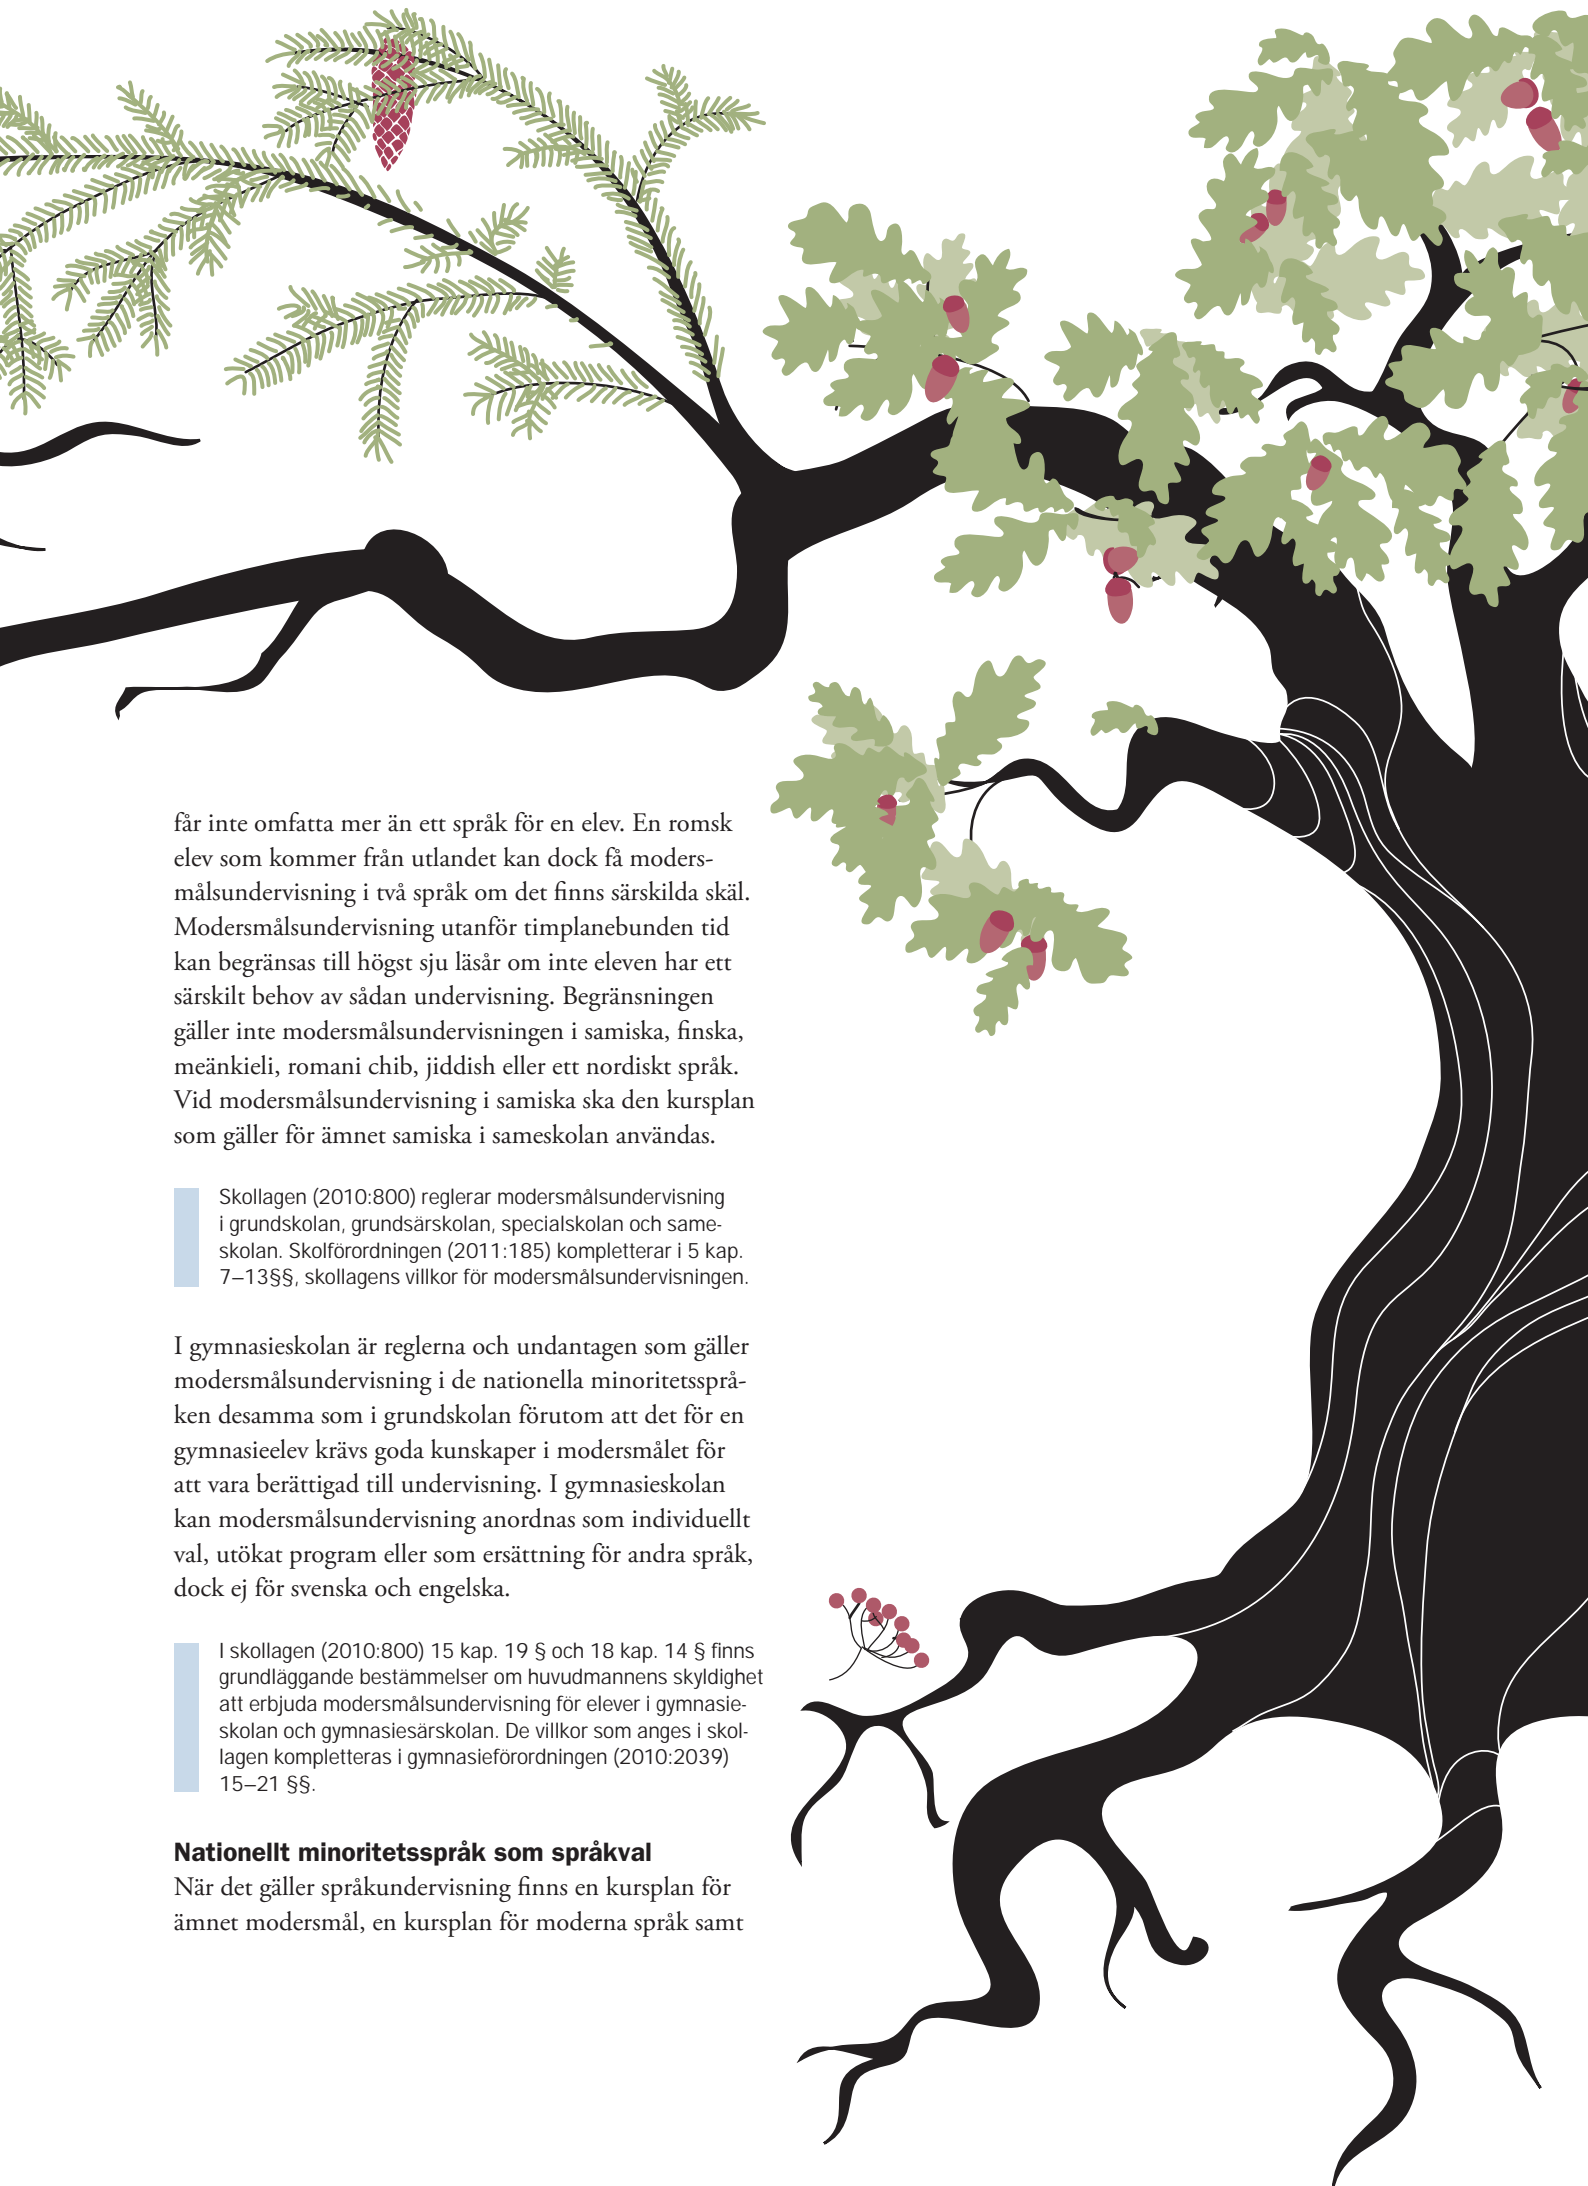 får inte omfatta mer än ett språk för en elev. En romsk
elev som kommer från utlandet kan dock få moders-
målsundervisning i två språk om det finns särskilda skäl.
Modersmålsundervisning utanför timplanebunden tid
kan begränsas till högst sju läsår om inte eleven har ett
särskilt behov av sådan undervisning. Begränsningen
gäller inte modersmålsundervisningen i samiska, finska,
meänkieli, romani chib, jiddish eller ett nordiskt språk.
Vid modersmålsundervisning i samiska ska den kursplan
som gäller för ämnet samiska i sameskolan användas.
Skollagen (2010:800) reglerar modersmålsundervisning
i grundskolan, grundsärskolan, specialskolan och same-
skolan. Skolförordningen (2011:185) kompletterar i 5 kap.
7–13§§, skollagens villkor för modersmålsundervisningen.
I gymnasieskolan är reglerna och undantagen som gäller
modersmålsundervisning i de nationella minoritetssprå-
ken desamma som i grundskolan förutom att det för en
gymnasieelev krävs goda kunskaper i modersmålet för
att vara berättigad till undervisning. I gymnasieskolan
kan modersmålsundervisning anordnas som individuellt
val, utökat program eller som ersättning för andra språk,
dock ej för svenska och engelska.
I skollagen (2010:800) 15 kap. 19 § och 18 kap. 14 § finns
grundläggande bestämmelser om huvudmannens skyldighet
att erbjuda modersmålsundervisning för elever i gymnasie-
skolan och gymnasiesärskolan. De villkor som anges i skol-
lagen kompletteras i gymnasieförordningen (2010:2039)
15–21 §§.
Nationellt minoritetsspråk som språkval
När det gäller språkundervisning finns en kursplan för
ämnet modersmål, en kursplan för moderna språk samt